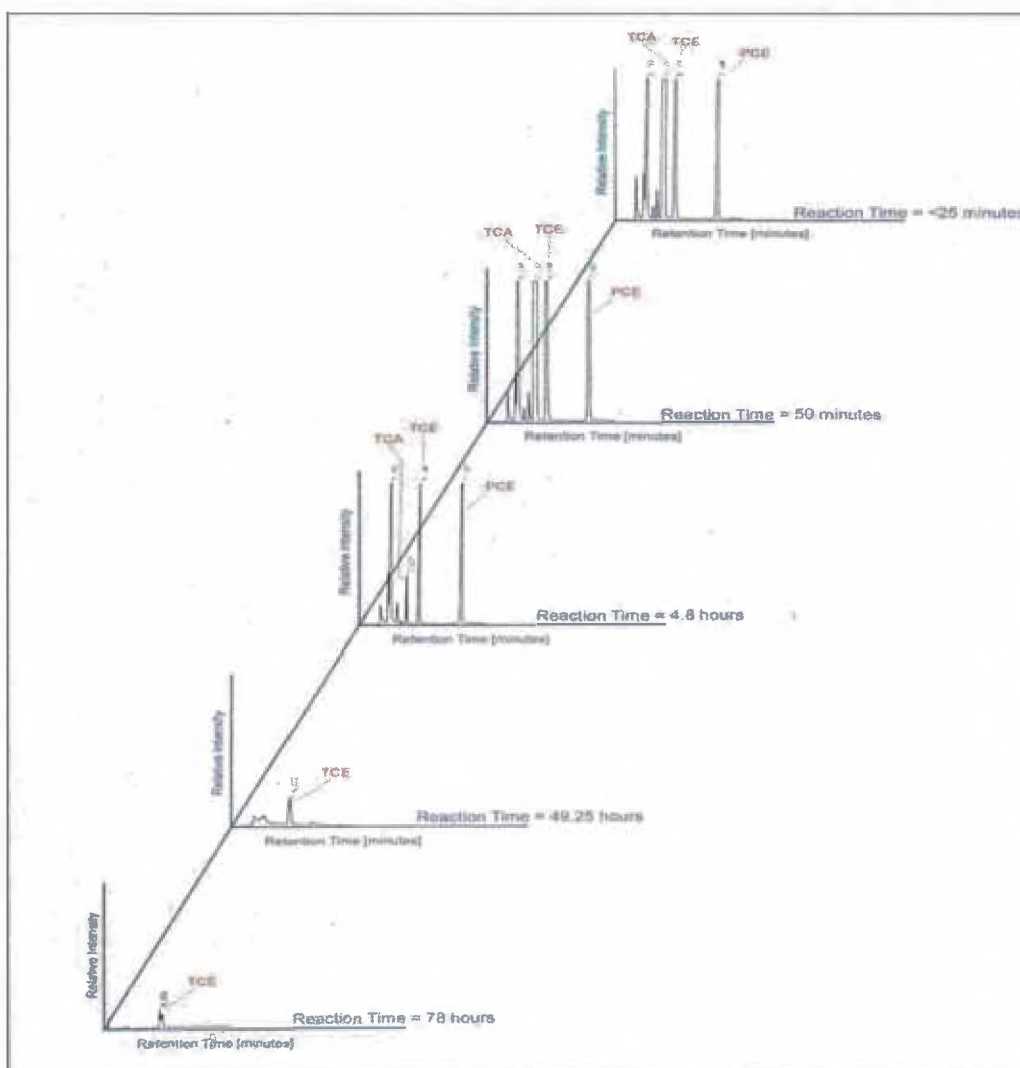 TCA TCE
PCE
Relative Intensity
Reaction Time = <25 minutes
Retention Time [minutes]
TCA TCE
PCE
Relative Intensity
Reaction Time = 50 minutes
Retention Time [minutes]
TCE
TCA
PCE
Relative Intensity
Reaction Time = 4.8 hours
Retention Time [minutes]
Relative Intensity
TCE
Reaction Time = 49.25 hours
Retention Time [minutes]
Relative Intensity
TCE
Reaction Time = 78 hours
Retention Time [minutes]